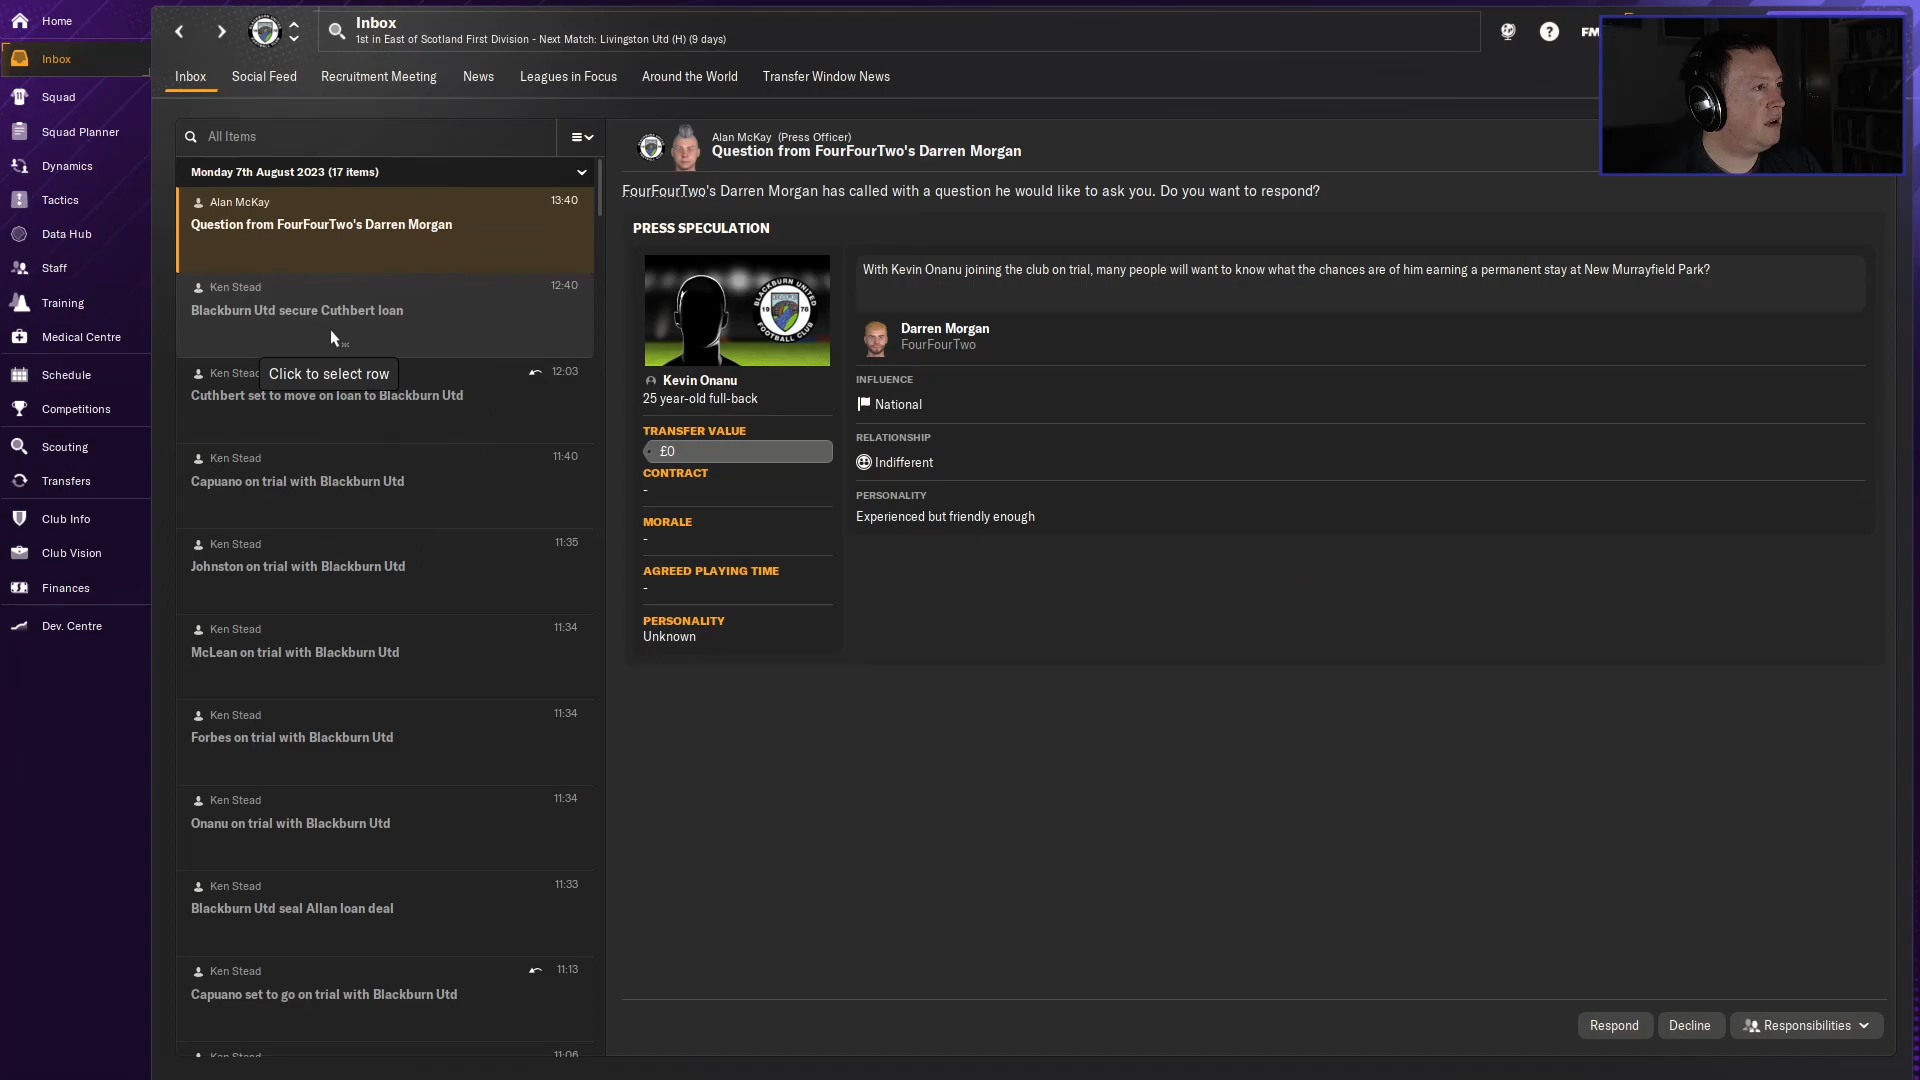 Home
Inbox
Squad
Squad Planner
Dynamics
Tactics
Data Hub
Staff
Training
Medical Centre
Schedule
Competitions
Scouting
Transfers
Club Info
Club Vision
Finances
Dev. Centre
Inbox
1st in East of Scotland First Division - Next Match: Livingston Utd (H) (9 days)
FM
Inbox
Social Feed
Recruitment Meeting
News
Leagues in Focus
Around the World
Transfer Window News
All Items
Monday 7th August 2023 (17 items)
Alan McKay 13:40
Question from FourFourTwo's Darren Morgan
Ken Stead 12:40
Blackburn Utd secure Cuthbert loan
Click to select row
Ken Stead 12:03
Cuthbert set to move on loan to Blackburn Utd
Ken Stead 11:40
Capuano on trial with Blackburn Utd
Ken Stead 11:35
Johnston on trial with Blackburn Utd
Ken Stead 11:34
McLean on trial with Blackburn Utd
Ken Stead 11:34
Forbes on trial with Blackburn Utd
Ken Stead 11:34
Onanu on trial with Blackburn Utd
Ken Stead 11:33
Blackburn Utd seal Allan loan deal
Ken Stead 11:13
Capuano set to go on trial with Blackburn Utd
Ken Stead 11:06
Alan McKay (Press Officer)
Question from FourFourTwo's Darren Morgan
FourFourTwo's Darren Morgan has called with a question he would like to ask you. Do you want to respond?
PRESS SPECULATION
Kevin Onanu
25 year-old full-back
TRANSFER VALUE
£0
CONTRACT
-
MORALE
-
AGREED PLAYING TIME
-
PERSONALITY
Unknown
With Kevin Onanu joining the club on trial, many people will want to know what the chances are of him earning a permanent stay at New Murrayfield Park?
Darren Morgan
FourFourTwo
INFLUENCE
National
RELATIONSHIP
Indifferent
PERSONALITY
Experienced but friendly enough
Respond
Decline
Responsibilities